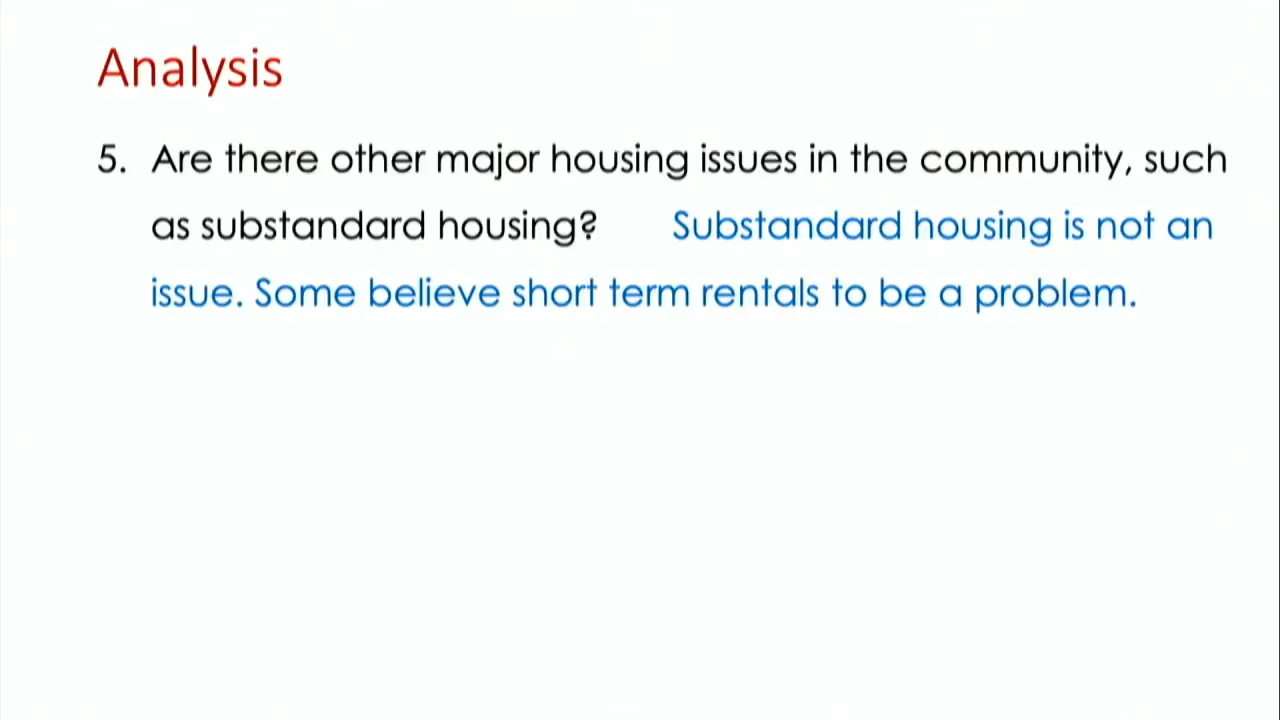 Analysis
5. Are there other major housing issues in the community, such
as substandard housing? Substandard housing is not an
issue. Some believe short term rentals to be a problem.